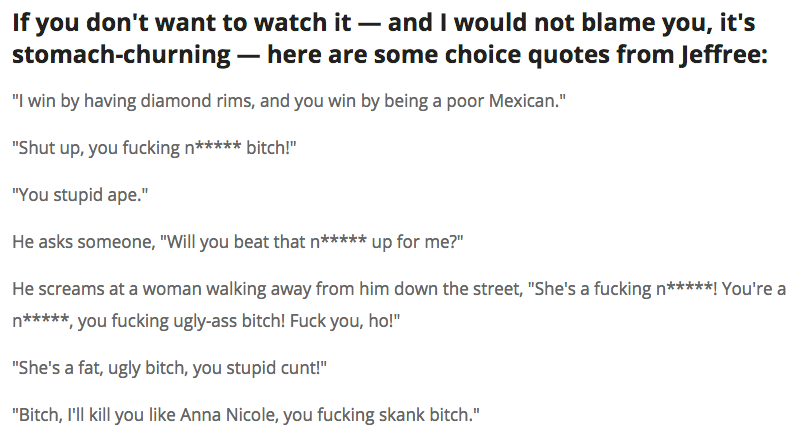 If you don't want to watch it — and I would not blame you, it's
stomach-churning — here are some choice quotes from Jeffree:
"I win by having diamond rims, and you win by being a poor Mexican."
"Shut up, you fucking n***** bitch!"
"You stupid ape."
He asks someone, "Will you beat that n***** up for me?"
He screams at a woman walking away from him down the street, "She's a fucking n*****! You're a
n*****, you fucking ugly-ass bitch! Fuck you, ho!"
"She's a fat, ugly bitch, you stupid cunt!"
"Bitch, I'll kill you like Anna Nicole, you fucking skank bitch."